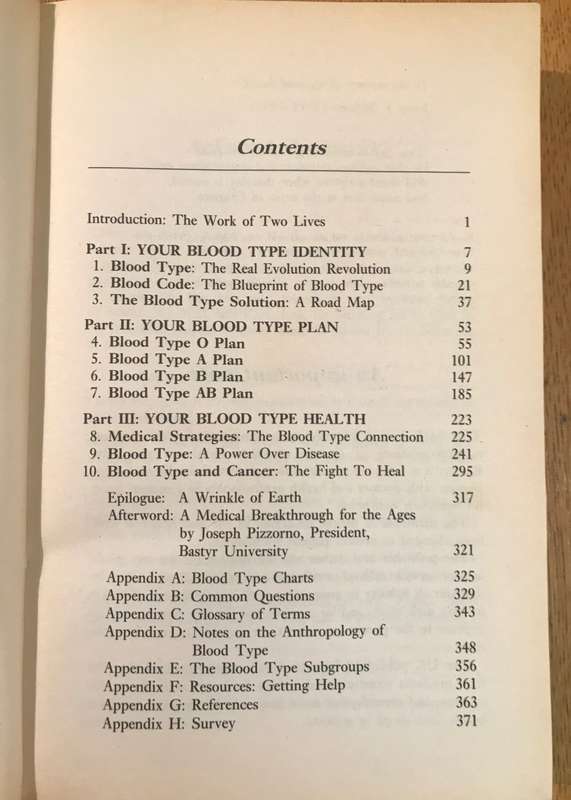 Contents
Introduction: The Work of Two Lives 1
Part I: YOUR BLOOD TYPE IDENTITY 7
1. Blood Type: The Real Evolution Revolution 9
2. Blood Code: The Blueprint of Blood Type 21
3. The Blood Type Solution: A Road Map 37
Part II: YOUR BLOOD TYPE PLAN 53
4. Blood Type O Plan 55
5. Blood Type A Plan 101
6. Blood Type B Plan 147
7. Blood Type AB Plan 185
Part III: YOUR BLOOD TYPE HEALTH 223
8. Medical Strategies: The Blood Type Connection 225
9. Blood Type: A Power Over Disease 241
10. Blood Type and Cancer: The Fight To Heal 295
Epilogue: A Wrinkle of Earth 317
Afterword: A Medical Breakthrough for the Ages
by Joseph Pizzorno, President,
Bastyr University 321
Appendix A: Blood Type Charts 325
Appendix B: Common Questions 329
Appendix C: Glossary of Terms 343
Appendix D: Notes on the Anthropology of
Blood Type 348
Appendix E: The Blood Type Subgroups 356
Appendix F: Resources: Getting Help 361
Appendix G: References 363
Appendix H: Survey 371